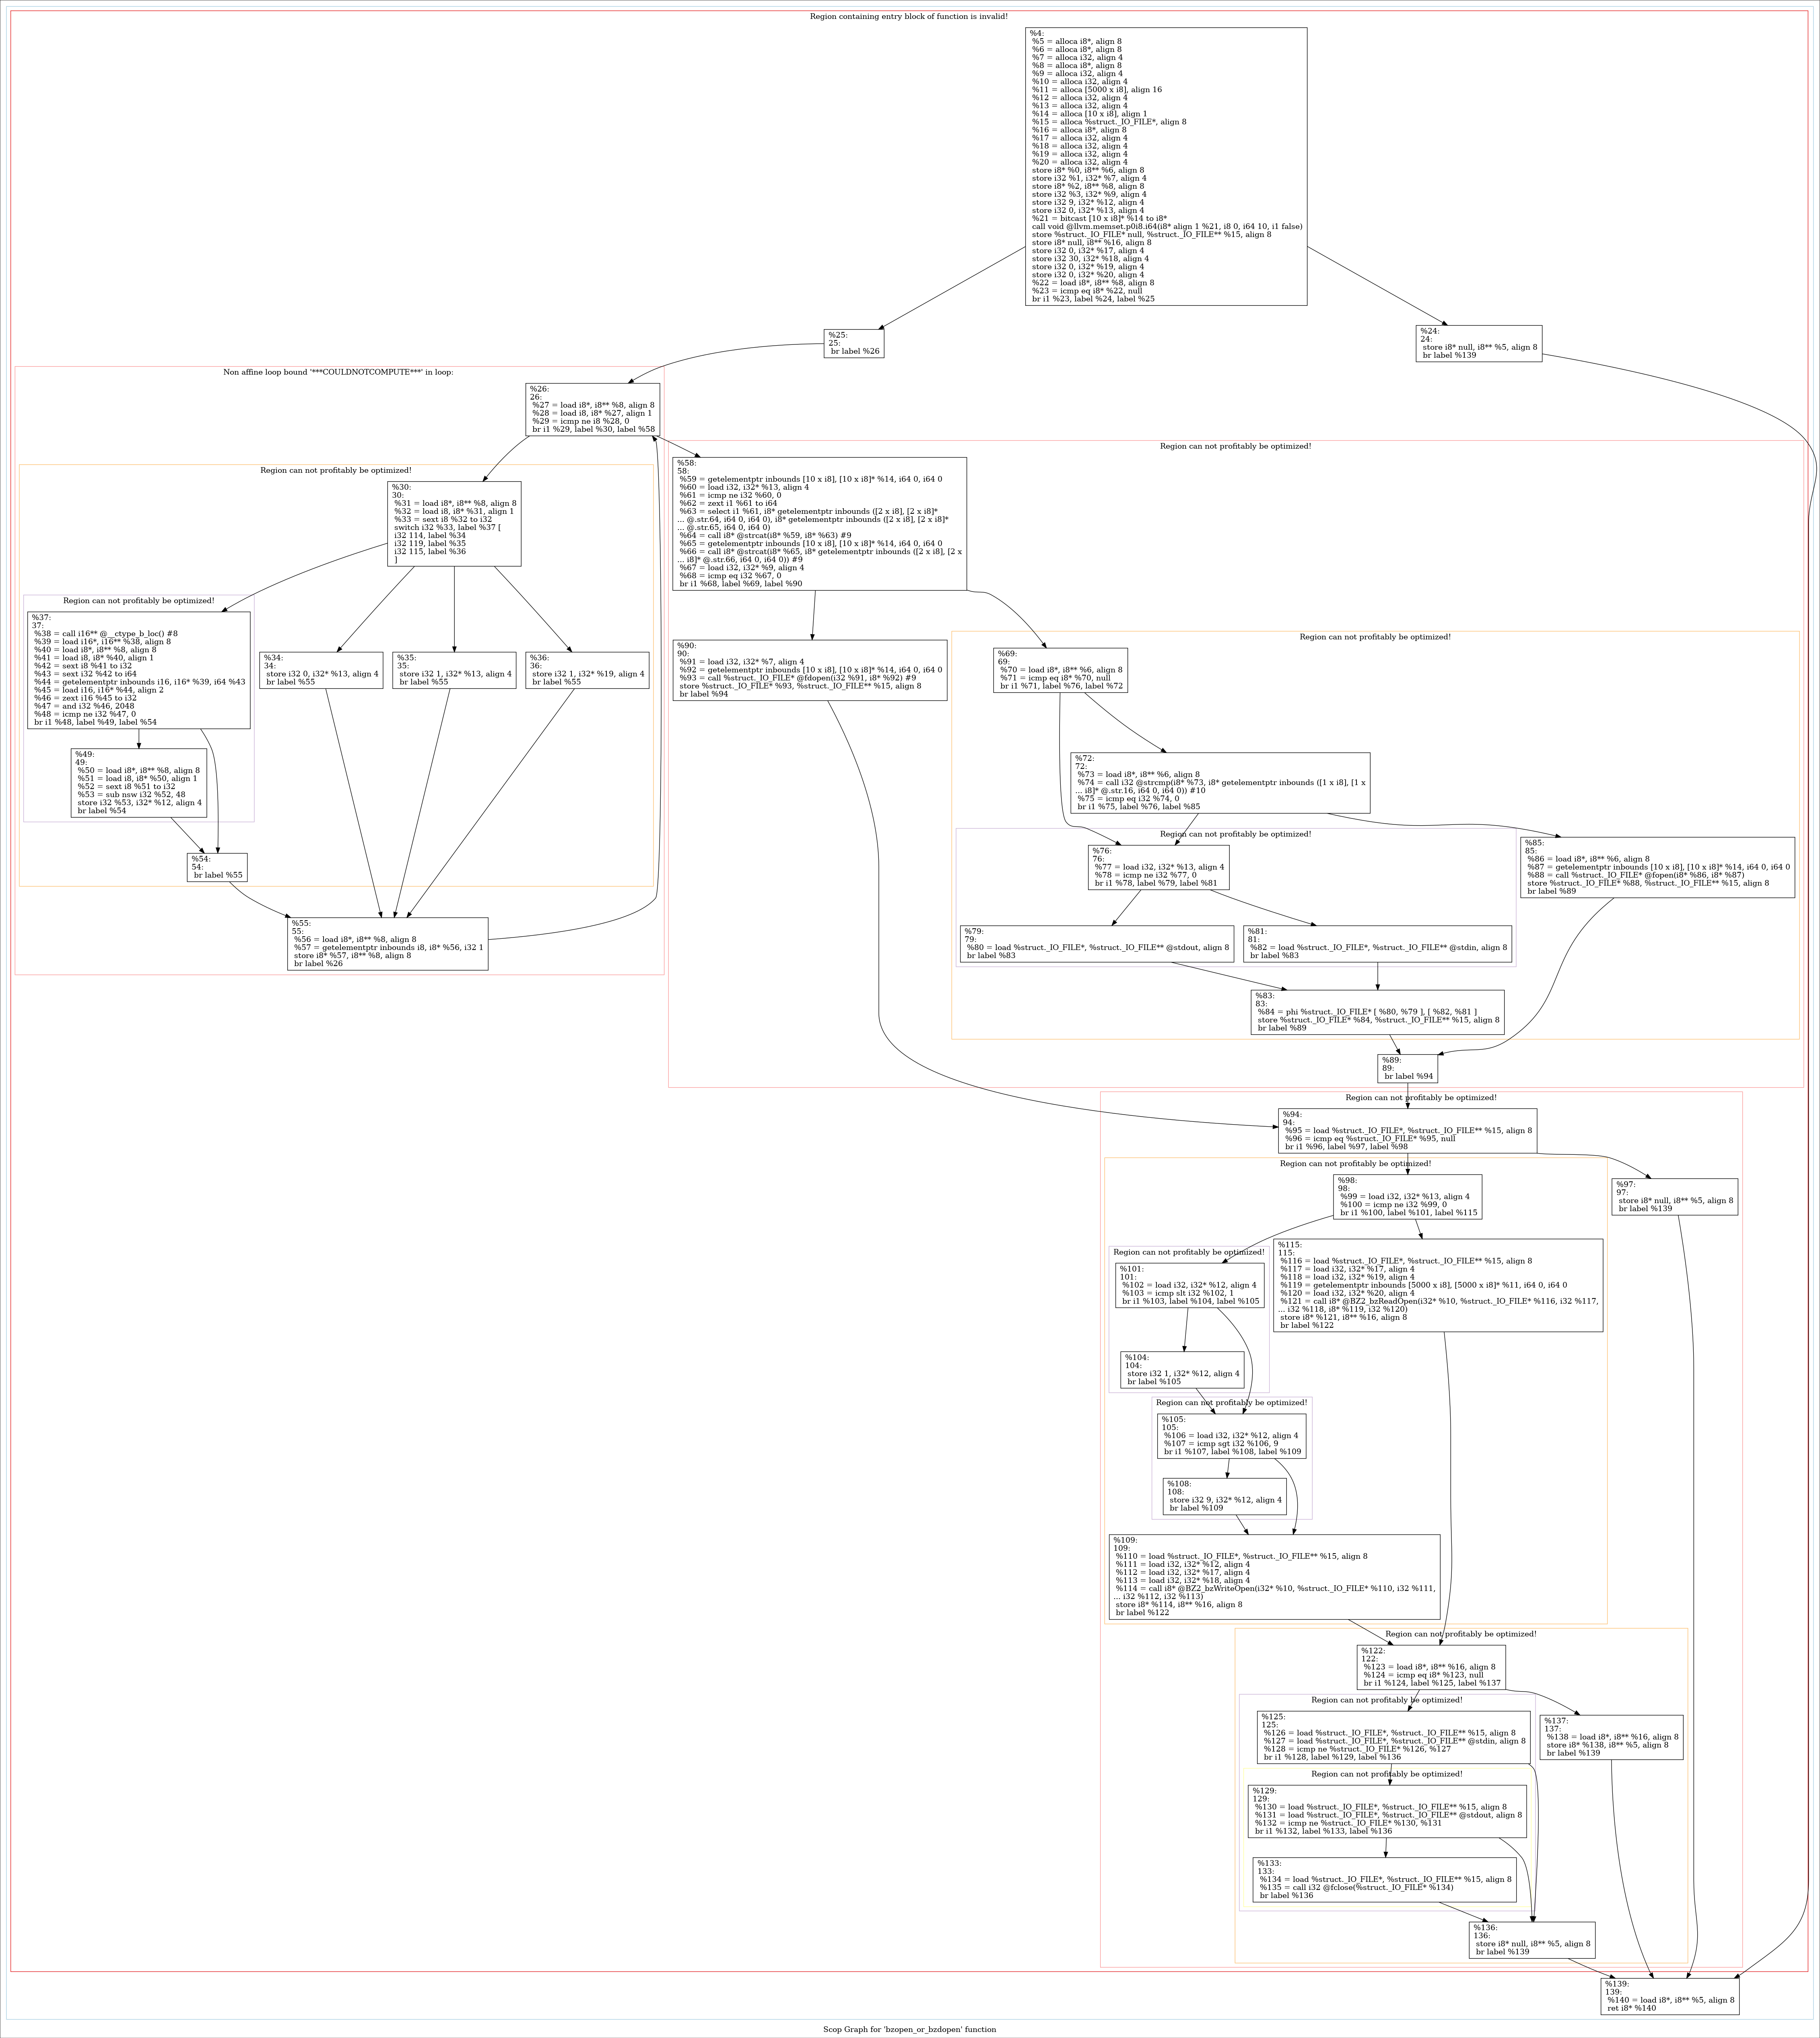 Region containing entry block of function is invalid!
%4:
%5 = alloca i8*, align 8
%6 = alloca i8*, align 8
%7 = alloca i32, align 4
%8 = alloca i8*, align 8
%9 = alloca i32, align 4
%10 = alloca i32, align 4
%11 = alloca [5000 x i8], align 16
%12 = alloca i32, align 4
%13 = alloca i32, align 4
%14 = alloca [10 x i8], align 1
%15 = alloca %struct._IO_FILE*, align 8
%16 = alloca i8*, align 8
%17 = alloca i32, align 4
%18 = alloca i32, align 4
%19 = alloca i32, align 4
%20 = alloca i32, align 4
store i8* %0, i8** %6, align 8
store i32 %1, i32* %7, align 4
store i8* %2, i8** %8, align 8
store i32 %3, i32* %9, align 4
store i32 9, i32* %12, align 4
store i32 0, i32* %13, align 4
%21 = bitcast [10 x i8]* %14 to i8*
call void @llvm.memset.p0i8.i64(i8* align 1 %21, i8 0, i64 10, i1 false)
store %struct._IO_FILE* null, %struct._IO_FILE** %15, align 8
store i8* null, i8** %16, align 8
store i32 0, i32* %17, align 4
store i32 30, i32* %18, align 4
store i32 0, i32* %19, align 4
store i32 0, i32* %20, align 4
%22 = load i8*, i8** %8, align 8
%23 = icmp eq i8* %22, null
br i1 %23, label %24, label %25
%25:
25:
br label %26
%24:
24:
store i8* null, i8** %5, align 8
br label %139
Non affine loop bound '***COULDNOTCOMPUTE***' in loop:
%26:
26:
%27 = load i8*, i8** %8, align 8
%28 = load i8, i8* %27, align 1
%29 = icmp ne i8 %28, 0
br i1 %29, label %30, label %58
Region can not profitably be optimized!
%30:
30:
%31 = load i8*, i8** %8, align 8
%32 = load i8, i8* %31, align 1
%33 = sext i8 %32 to i32
switch i32 %33, label %37 [
i32 114, label %34
i32 119, label %35
i32 115, label %36
]
Region can not profitably be optimized!
%37:
37:
%38 = call i16** @__ctype_b_loc() #8
%39 = load i16*, i16** %38, align 8
%40 = load i8*, i8** %8, align 8
%41 = load i8, i8* %40, align 1
%42 = sext i8 %41 to i32
%43 = sext i32 %42 to i64
%44 = getelementptr inbounds i16, i16* %39, i64 %43
%45 = load i16, i16* %44, align 2
%46 = zext i16 %45 to i32
%47 = and i32 %46, 2048
%48 = icmp ne i32 %47, 0
br i1 %48, label %49, label %54
%34:
34:
store i32 0, i32* %13, align 4
br label %55
%35:
35:
store i32 1, i32* %13, align 4
br label %55
%36:
36:
store i32 1, i32* %19, align 4
br label %55
%49:
49:
%50 = load i8*, i8** %8, align 8
%51 = load i8, i8* %50, align 1
%52 = sext i8 %51 to i32
%53 = sub nsw i32 %52, 48
store i32 %53, i32* %12, align 4
br label %54
%54:
54:
br label %55
%55:
55:
%56 = load i8*, i8** %8, align 8
%57 = getelementptr inbounds i8, i8* %56, i32 1
store i8* %57, i8** %8, align 8
br label %26
Region can not profitably be optimized!
%58:
58:
%59 = getelementptr inbounds [10 x i8], [10 x i8]* %14, i64 0, i64 0
%60 = load i32, i32* %13, align 4
%61 = icmp ne i32 %60, 0
%62 = zext i1 %61 to i64
%63 = select i1 %61, i8* getelementptr inbounds ([2 x i8], [2 x i8]*
... @.str.64, i64 0, i64 0), i8* getelementptr inbounds ([2 x i8], [2 x i8]*
... @.str.65, i64 0, i64 0)
%64 = call i8* @strcat(i8* %59, i8* %63) #9
%65 = getelementptr inbounds [10 x i8], [10 x i8]* %14, i64 0, i64 0
%66 = call i8* @strcat(i8* %65, i8* getelementptr inbounds ([2 x i8], [2 x
... i8]* @.str.66, i64 0, i64 0)) #9
%67 = load i32, i32* %9, align 4
%68 = icmp eq i32 %67, 0
br i1 %68, label %69, label %90
%90:
90:
%91 = load i32, i32* %7, align 4
%92 = getelementptr inbounds [10 x i8], [10 x i8]* %14, i64 0, i64 0
%93 = call %struct._IO_FILE* @fdopen(i32 %91, i8* %92) #9
store %struct._IO_FILE* %93, %struct._IO_FILE** %15, align 8
br label %94
Region can not profitably be optimized!
%69:
69:
%70 = load i8*, i8** %6, align 8
%71 = icmp eq i8* %70, null
br i1 %71, label %76, label %72
%72:
72:
%73 = load i8*, i8** %6, align 8
%74 = call i32 @strcmp(i8* %73, i8* getelementptr inbounds ([1 x i8], [1 x
... i8]* @.str.16, i64 0, i64 0)) #10
%75 = icmp eq i32 %74, 0
br i1 %75, label %76, label %85
Region can not profitably be optimized!
%76:
76:
%77 = load i32, i32* %13, align 4
%78 = icmp ne i32 %77, 0
br i1 %78, label %79, label %81
%85:
85:
%86 = load i8*, i8** %6, align 8
%87 = getelementptr inbounds [10 x i8], [10 x i8]* %14, i64 0, i64 0
%88 = call %struct._IO_FILE* @fopen(i8* %86, i8* %87)
store %struct._IO_FILE* %88, %struct._IO_FILE** %15, align 8
br label %89
%79:
79:
%80 = load %struct._IO_FILE*, %struct._IO_FILE** @stdout, align 8
br label %83
%81:
81:
%82 = load %struct._IO_FILE*, %struct._IO_FILE** @stdin, align 8
br label %83
%83:
83:
%84 = phi %struct._IO_FILE* [ %80, %79 ], [ %82, %81 ]
store %struct._IO_FILE* %84, %struct._IO_FILE** %15, align 8
br label %89
%89:
89:
br label %94
Region can not profitably be optimized!
%94:
94:
%95 = load %struct._IO_FILE*, %struct._IO_FILE** %15, align 8
%96 = icmp eq %struct._IO_FILE* %95, null
br i1 %96, label %97, label %98
Region can not profitably be optimized!
%98:
98:
%99 = load i32, i32* %13, align 4
%100 = icmp ne i32 %99, 0
br i1 %100, label %101, label %115
%97:
97:
store i8* null, i8** %5, align 8
br label %139
Region can not profitably be optimized!
%101:
101:
%102 = load i32, i32* %12, align 4
%103 = icmp slt i32 %102, 1
br i1 %103, label %104, label %105
%115:
115:
%116 = load %struct._IO_FILE*, %struct._IO_FILE** %15, align 8
%117 = load i32, i32* %17, align 4
%118 = load i32, i32* %19, align 4
%119 = getelementptr inbounds [5000 x i8], [5000 x i8]* %11, i64 0, i64 0
%120 = load i32, i32* %20, align 4
%121 = call i8* @BZ2_bzReadOpen(i32* %10, %struct._IO_FILE* %116, i32 %117,
... i32 %118, i8* %119, i32 %120)
store i8* %121, i8** %16, align 8
br label %122
%104:
104:
store i32 1, i32* %12, align 4
br label %105
Region can not profitably be optimized!
%105:
105:
%106 = load i32, i32* %12, align 4
%107 = icmp sgt i32 %106, 9
br i1 %107, label %108, label %109
%108:
108:
store i32 9, i32* %12, align 4
br label %109
%109:
109:
%110 = load %struct._IO_FILE*, %struct._IO_FILE** %15, align 8
%111 = load i32, i32* %12, align 4
%112 = load i32, i32* %17, align 4
%113 = load i32, i32* %18, align 4
%114 = call i8* @BZ2_bzWriteOpen(i32* %10, %struct._IO_FILE* %110, i32 %111,
... i32 %112, i32 %113)
store i8* %114, i8** %16, align 8
br label %122
Region can not profitably be optimized!
%122:
122:
%123 = load i8*, i8** %16, align 8
%124 = icmp eq i8* %123, null
br i1 %124, label %125, label %137
Region can not profitably be optimized!
%125:
125:
%126 = load %struct._IO_FILE*, %struct._IO_FILE** %15, align 8
%127 = load %struct._IO_FILE*, %struct._IO_FILE** @stdin, align 8
%128 = icmp ne %struct._IO_FILE* %126, %127
br i1 %128, label %129, label %136
%137:
137:
%138 = load i8*, i8** %16, align 8
store i8* %138, i8** %5, align 8
br label %139
Region can not profitably be optimized!
%129:
129:
%130 = load %struct._IO_FILE*, %struct._IO_FILE** %15, align 8
%131 = load %struct._IO_FILE*, %struct._IO_FILE** @stdout, align 8
%132 = icmp ne %struct._IO_FILE* %130, %131
br i1 %132, label %133, label %136
%133:
133:
%134 = load %struct._IO_FILE*, %struct._IO_FILE** %15, align 8
%135 = call i32 @fclose(%struct._IO_FILE* %134)
br label %136
%136:
136:
store i8* null, i8** %5, align 8
br label %139
%139:
139:
%140 = load i8*, i8** %5, align 8
ret i8* %140
Scop Graph for 'bzopen_or_bzdopen' function